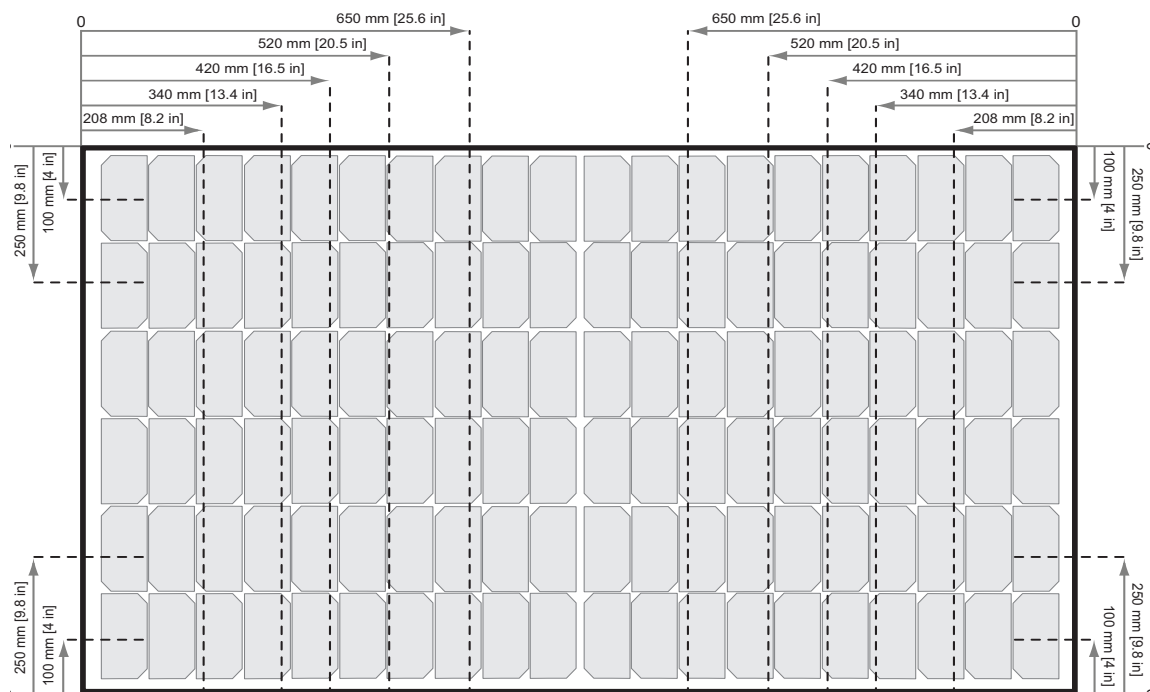 0
0
650 mm [25.6 in]
650 mm [25.6 in]
520 mm [20.5 in]
520 mm [20.5 in]
420 mm [16.5 in]
420 mm [16.5 in]
340 mm [13.4 in]
340 mm [13.4 in]
208 mm [8.2 in]
208 mm [8.2 in]
250 mm [9.8 in]
100 mm [4 in]
100 mm [4 in]
250 mm [9.8 in]
250 mm [9.8 in]
100 mm [4 in]
100 mm [4 in]
250 mm [9.8 in]